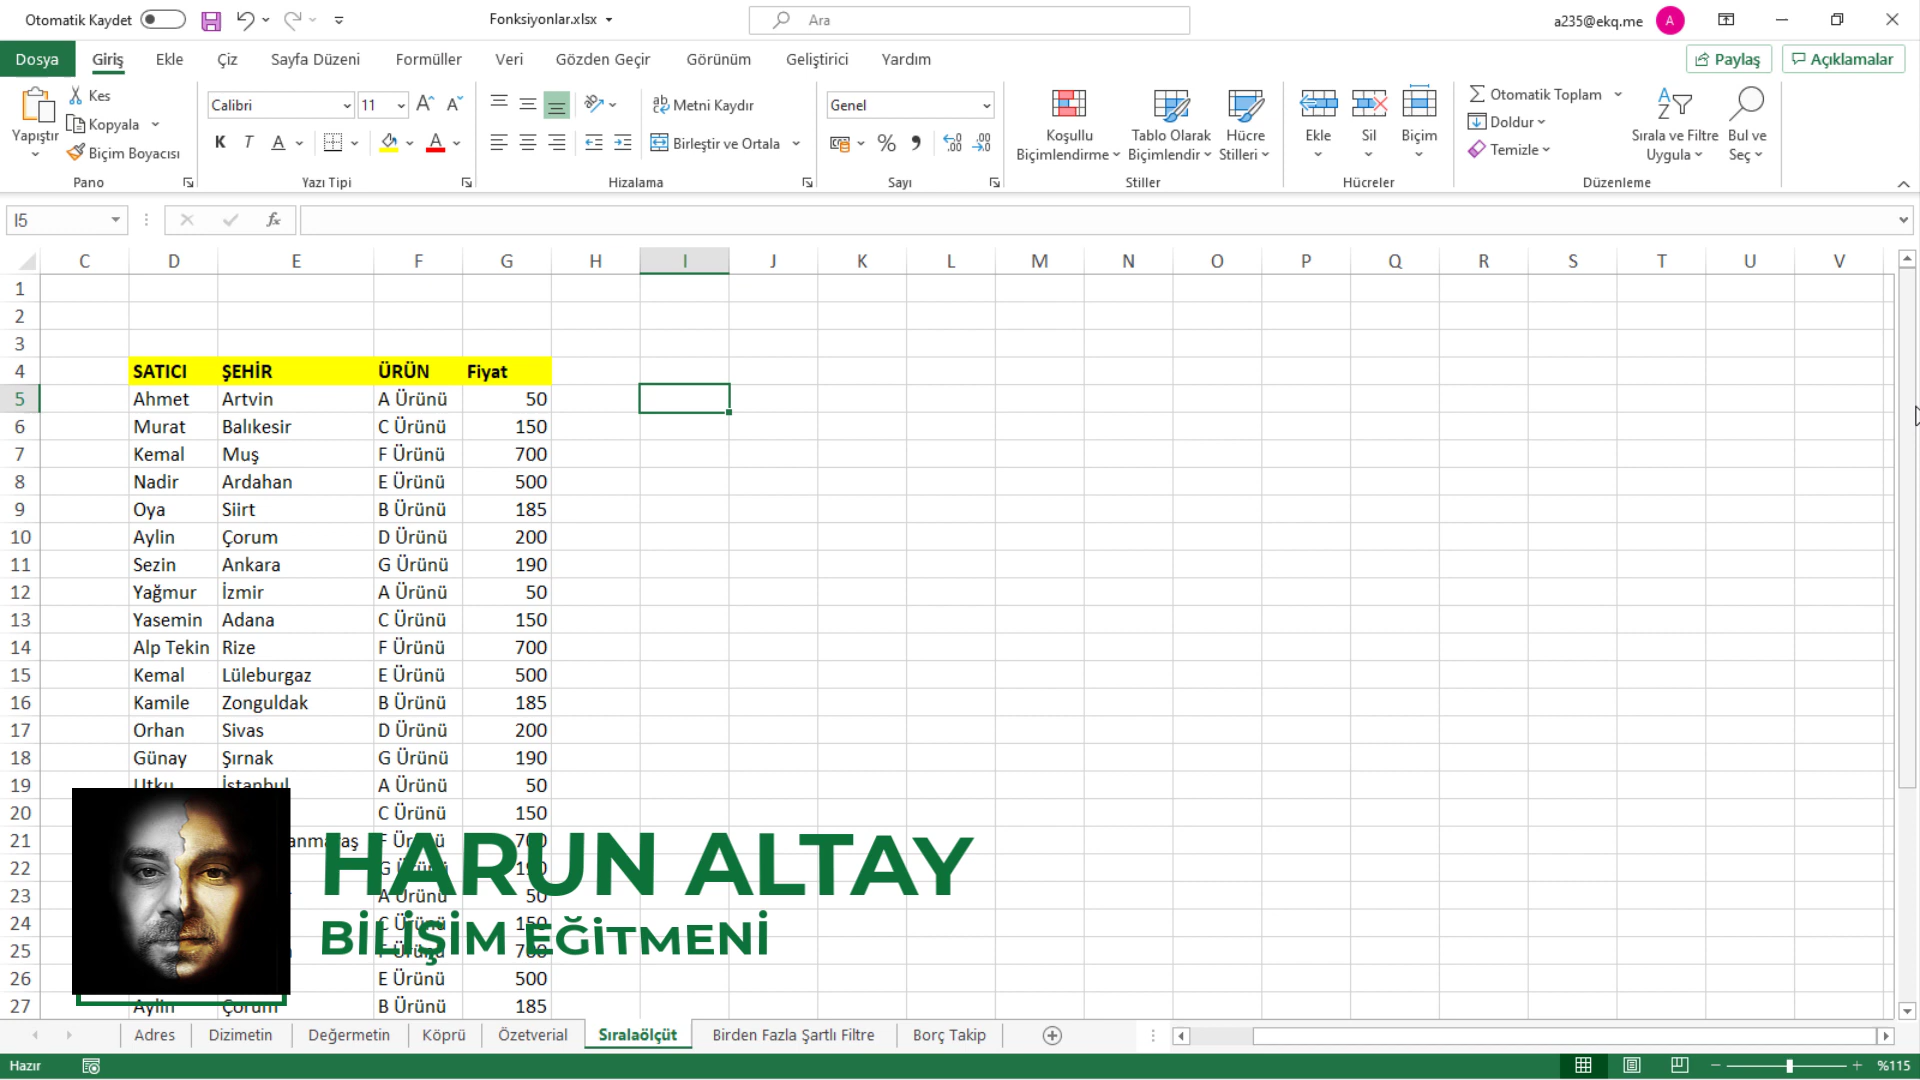 Otomatik Kaydet
Fonksiyonlar.xlsx
Ara
a235@ekq.me
A
Dosya Giriş Ekle Çiz Sayfa Düzeni Formüller Veri Gözden Geçir Görünüm Geliştirici Yardım
Paylaş Açıklamalar
Yapıştır
Kes
Kopyala
Biçim Boyacısı
Pano
Calibri 11
K T A
Yazı Tipi
Metni Kaydır
Birleştir ve Ortala
Hizalama
Genel
Sayı
Koşullu Biçimlendirme
Tablo Olarak Biçimlendir
Hücre Stilleri
Stiller
Ekle Sil Biçim
Hücreler
Otomatik Toplam
Doldur
Temizle
Sırala ve Filtre Uygula
Bul ve Seç
Düzenleme
I5
fx
C D E F G H I J K L M N O P Q R S T U V
1
2
3
4 SATICI ŞEHİR ÜRÜN Fiyat
5 Ahmet Artvin A Ürünü 50
6 Murat Balıkesir C Ürünü 150
7 Kemal Muş F Ürünü 700
8 Nadir Ardahan E Ürünü 500
9 Oya Siirt B Ürünü 185
10 Aylin Çorum D Ürünü 200
11 Sezin Ankara G Ürünü 190
12 Yağmur İzmir A Ürünü 50
13 Yasemin Adana C Ürünü 150
14 Alp Tekin Rize F Ürünü 700
15 Kemal Lüleburgaz E Ürünü 500
16 Kamile Zonguldak B Ürünü 185
17 Orhan Sivas D Ürünü 200
18 Günay Şırnak G Ürünü 190
19 Utku İstanbul A Ürünü 50
20 C Ürünü 150
21 F Ürünü 700
22 G Ürünü 190
23 A Ürünü 50
24 C Ürünü 150
25 F Ürünü 700
26 E Ürünü 500
27 Aylin Çorum B Ürünü 185
HARUN ALTAY
BİLİŞİM EĞİTMENİ
Adres Dizimetin Değermetin Köprü Özetverial Sıralaölçüt Birden Fazla Şartlı Filtre Borç Takip
Hazır
%115